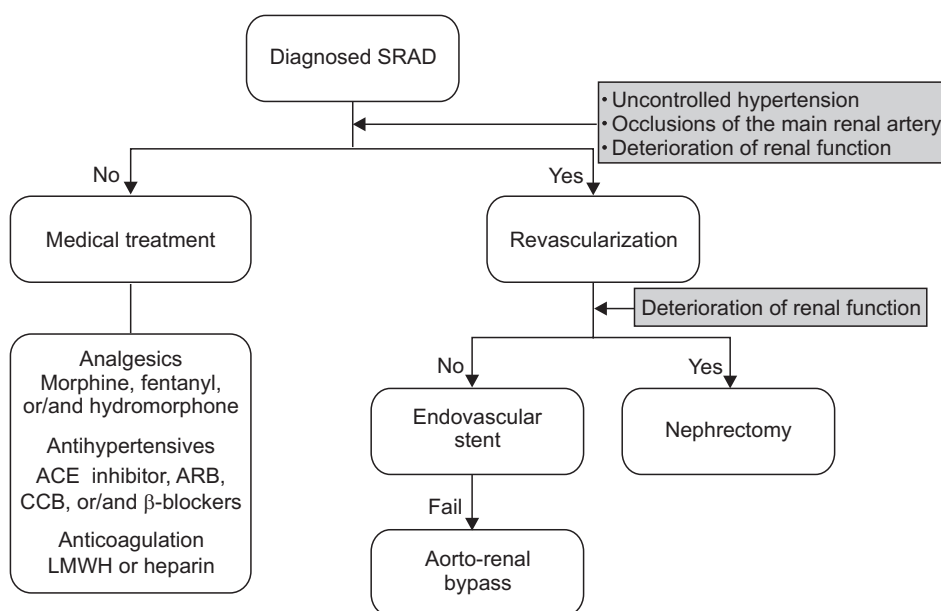 Diagnosed SRAD
• Uncontrolled hypertension
• Occlusions of the main renal artery
• Deterioration of renal function
No
Yes
Medical treatment
Revascularization
Deterioration of renal function
Analgesics
Morphine, fentanyl,
or/and hydromorphone
Antihypertensives
ACE inhibitor, ARB,
CCB, or/and β-blockers
Anticoagulation
LMWH or heparin
No
Yes
Endovascular
stent
Nephrectomy
Fail
Aorto-renal
bypass